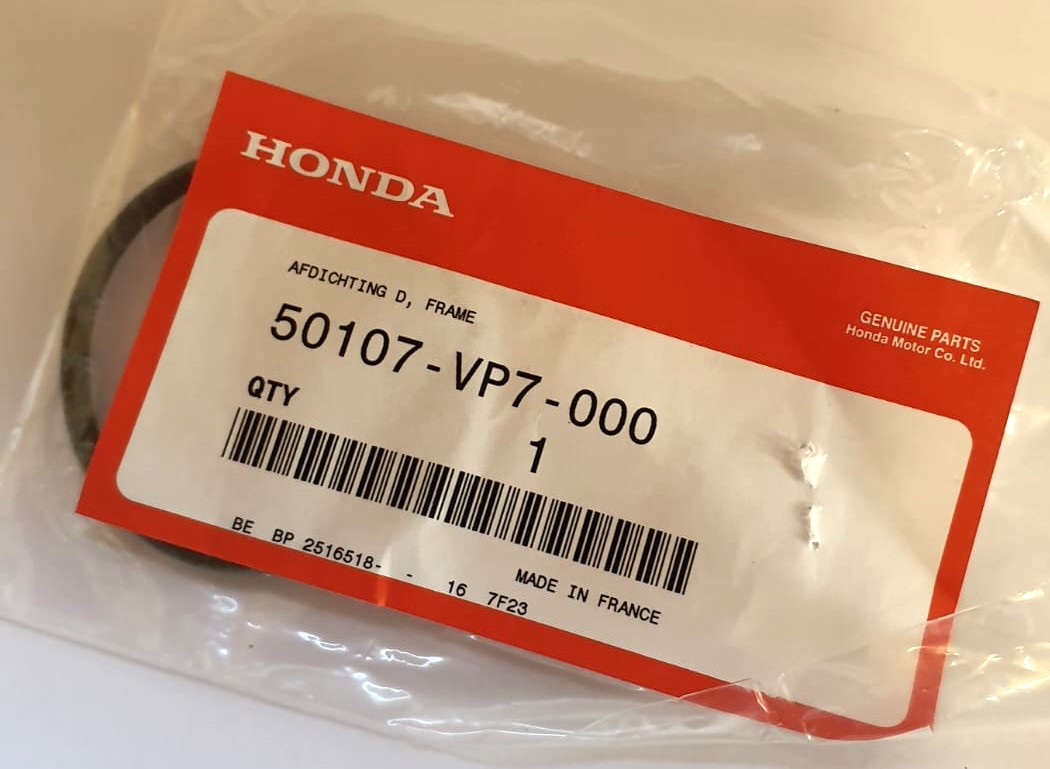 HONDA
GENUINE PARTS
Honda Motor Co. Ltd.
AFDICHTING D, FRAME
50107-VP7-000
QTY
1
BE BP 2516518- - 16 7F23
MADE IN FRANCE